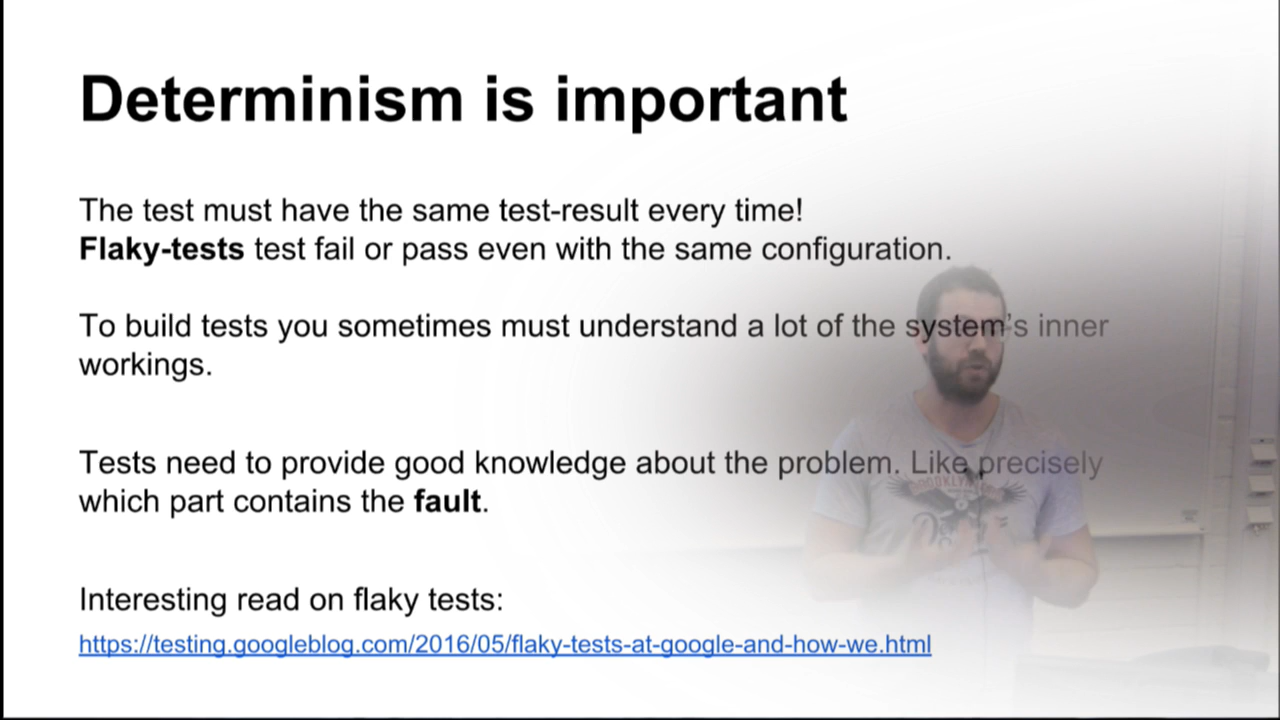 Determinism is important
The test must have the same test-result every time!
Flaky-tests test fail or pass even with the same configuration.
To build tests you sometimes must understand a lot of the system's inner
workings.
Tests need to provide good knowledge about the problem. Like precisely
which part contains the fault.
Interesting read on flaky tests:
https://testing.googleblog.com/2016/05/flaky-tests-at-google-and-how-we.html